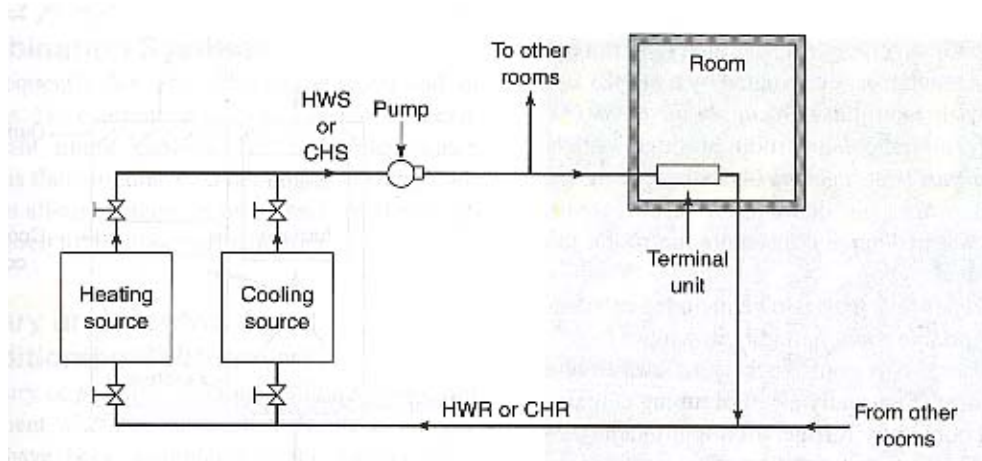 To other
rooms
Room
HWS
or
CHS
Pump
Terminal
unit
Heating
source
Cooling
source
HWR or CHR
From other
rooms